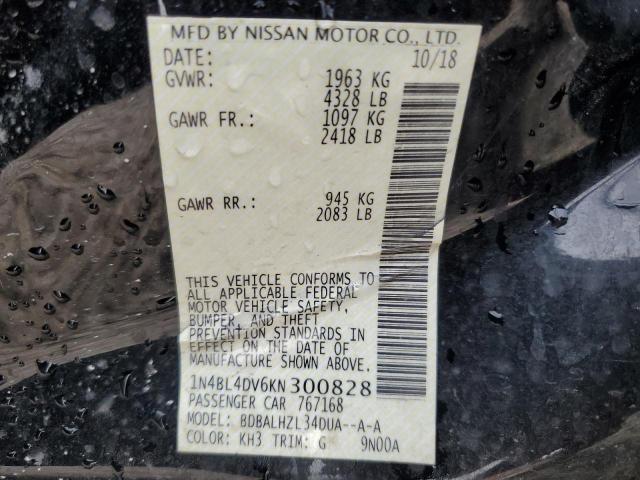 MFD BY NISSAN MOTOR CO., LTD.
DATE: 10/18
GVWR: 1963 KG
4328 LB
GAWR FR.: 1097 KG
2418 LB
GAWR RR.: 945 KG
2083 LB
THIS VEHICLE CONFORMS TO
ALL APPLICABLE FEDERAL
MOTOR VEHICLE SAFETY,
BUMPER, AND THEFT
PREVENTION STANDARDS IN
EFFECT ON THE DATE OF
MANUFACTURE SHOWN ABOVE.
1N4BL4DV6KN300828
PASSENGER CAR 767168
MODEL: BDBALHZL34DUA--A-A
COLOR: KH3 TRIM: G 9N00A